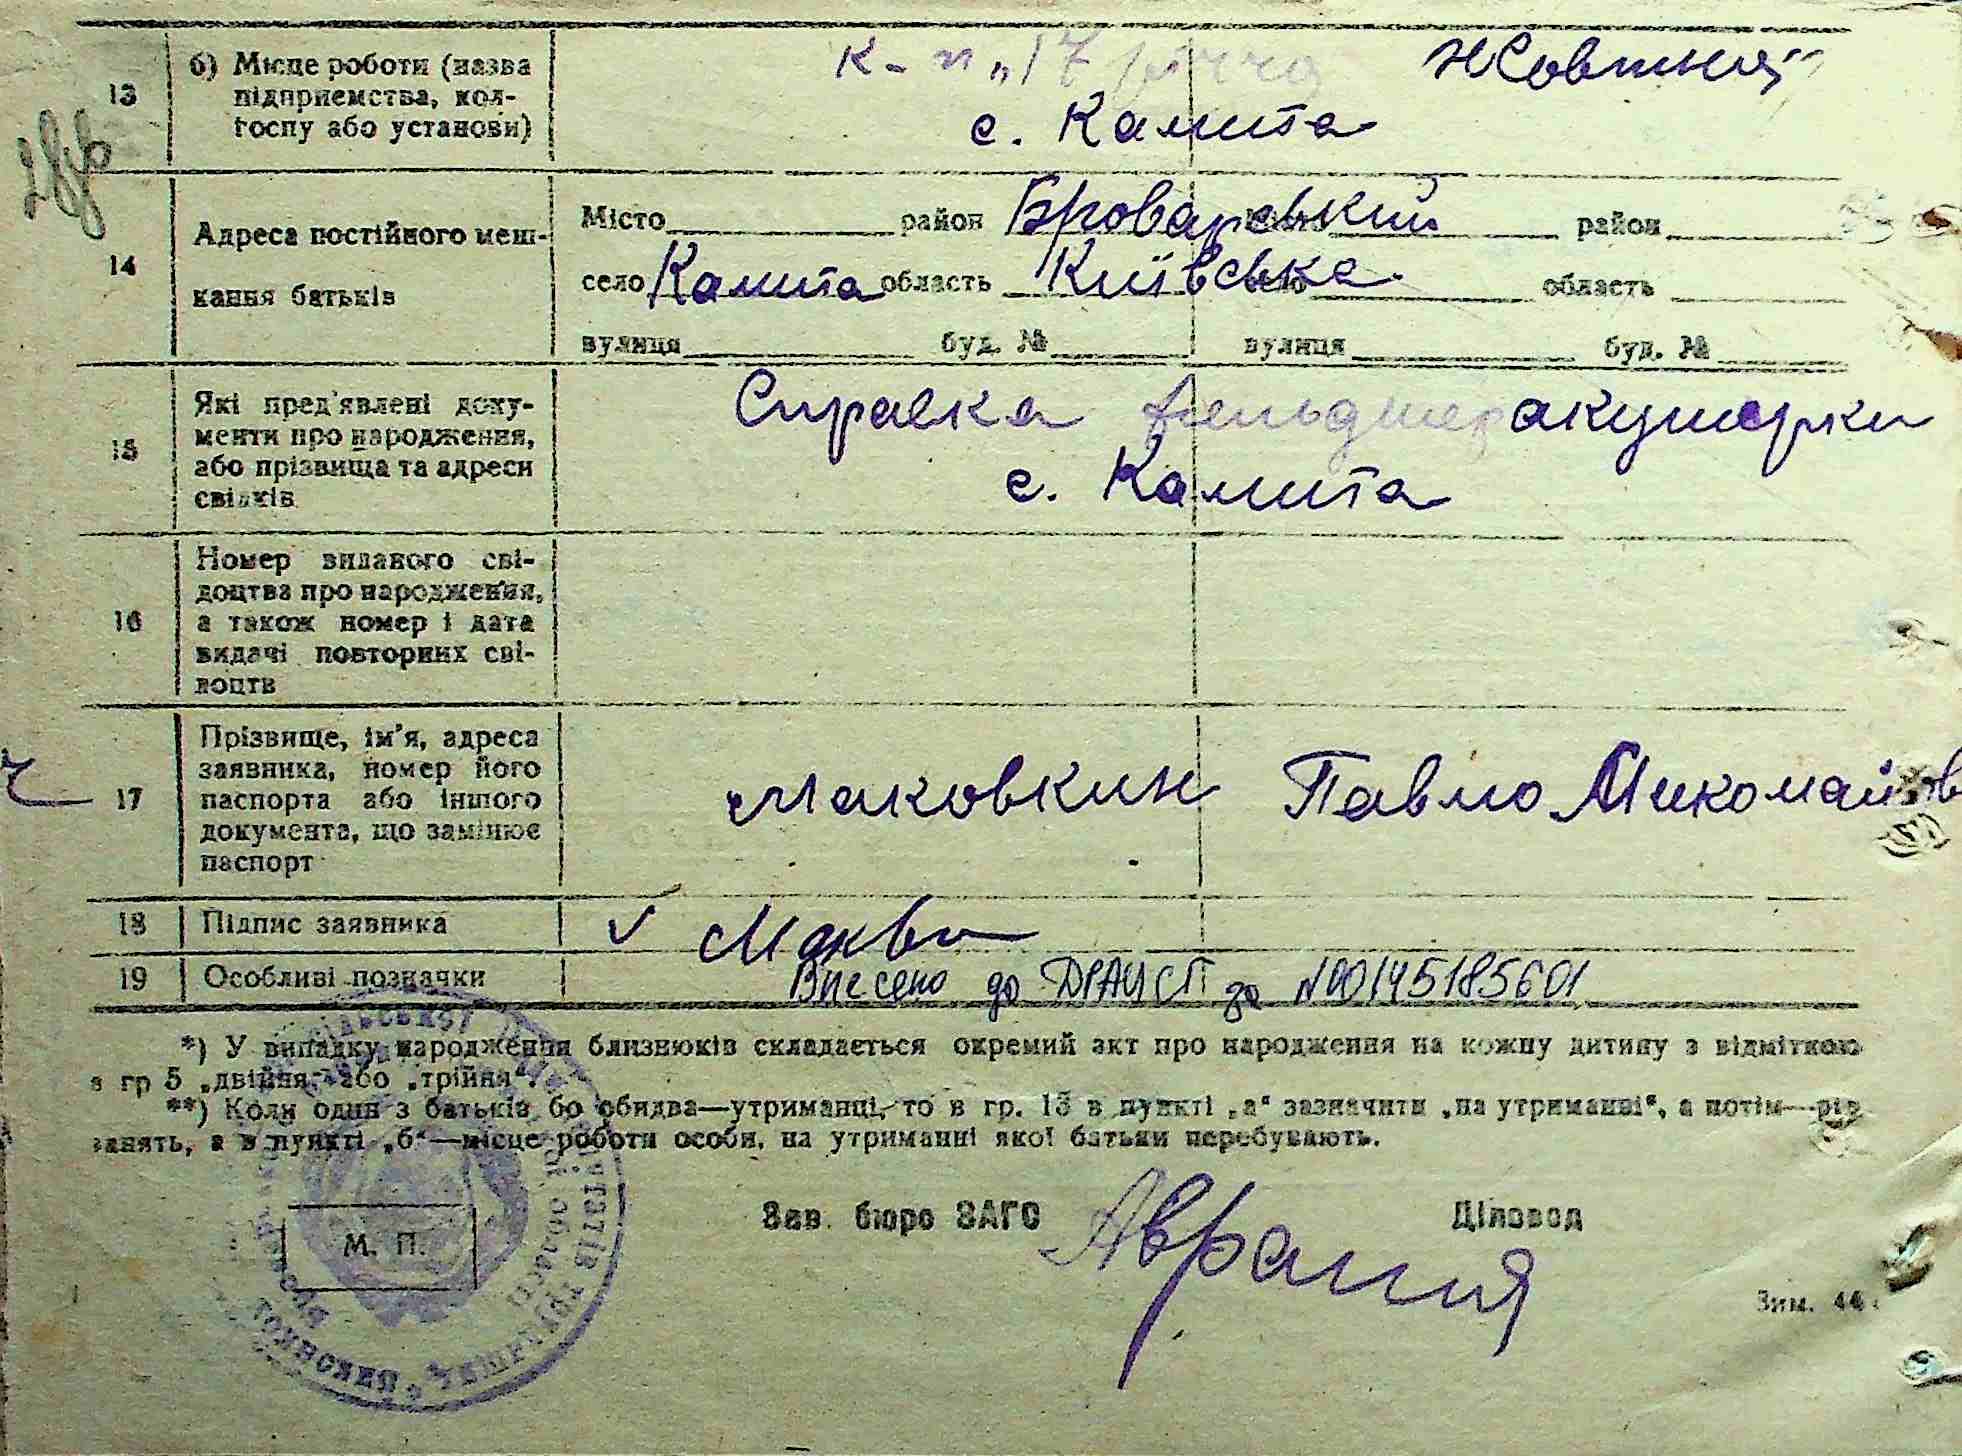 13 б) Місце роботи (назва підприємства, колгоспу або установи)
к-п „17 річчя Жовтня"
с. Калита
14 Адреса постійного мешкання батьків
Місто район Броварський Місто район
село Калита область Київська село область
вулиця буд. № вулиця буд. №
15 Які пред'явлені документи про народження, або прізвища та адреси свідків
Справка фельдшер акушерки
с. Калита
16 Номер виданого свідоцтва про народження, а також номер і дата видачі повторних свідоцтв
17 Прізвище, ім'я, адреса заявника, номер його паспорта або іншого документа, що замінює паспорт
Маковкин Павло Миколайов
18 Підпис заявника
19 Особливі позначки
Внесено до ДРАЦСГ за №00145185601
*) У випадку народження близнюків складається окремий акт про народження на кожну дитину з відміткою
в гр 5 „двійня" або „трійня".
**) Коли один з батьків бо обидва—утриманці, то в гр. 13 в пункті „а" зазначити „на утриманні", а потім—рід
занять, а в пункті „б"—місце роботи особи, на утриманні якої батьки перебувають.
Зав. бюро ЗАГС Діловод
М. П.
Зим. 44